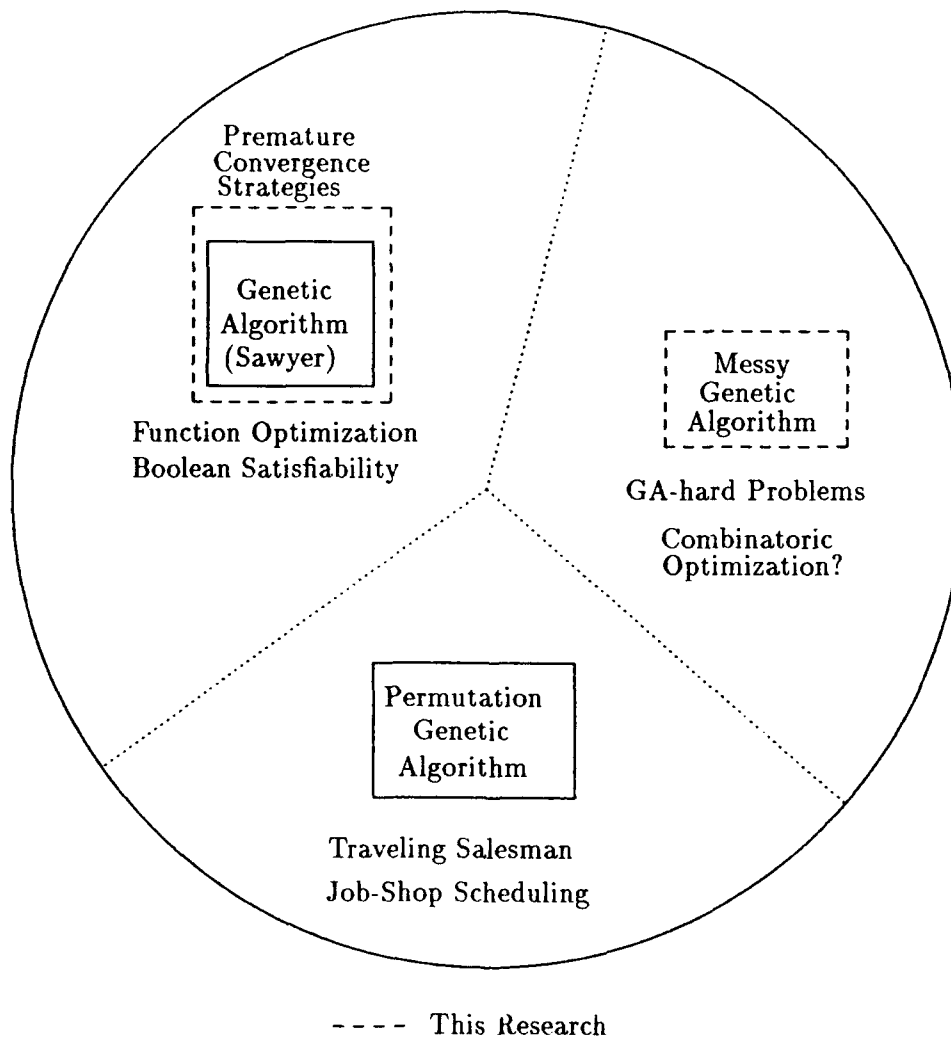 Premature
Convergence
Strategies
Genetic
Algorithm
(Sawyer)
Function Optimization
Boolean Satisfiability
Messy
Genetic
Algorithm
GA-hard Problems
Combinatoric
Optimization?
Permutation
Genetic
Algorithm
Traveling Salesman
Job-Shop Scheduling
---- This Research